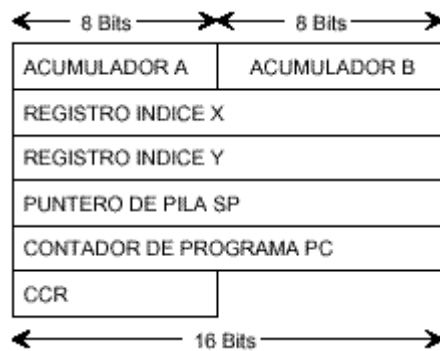 8 Bits 8 Bits
ACUMULADOR A ACUMULADOR B
REGISTRO INDICE X
REGISTRO INDICE Y
PUNTERO DE PILA SP
CONTADOR DE PROGRAMA PC
CCR
16 Bits